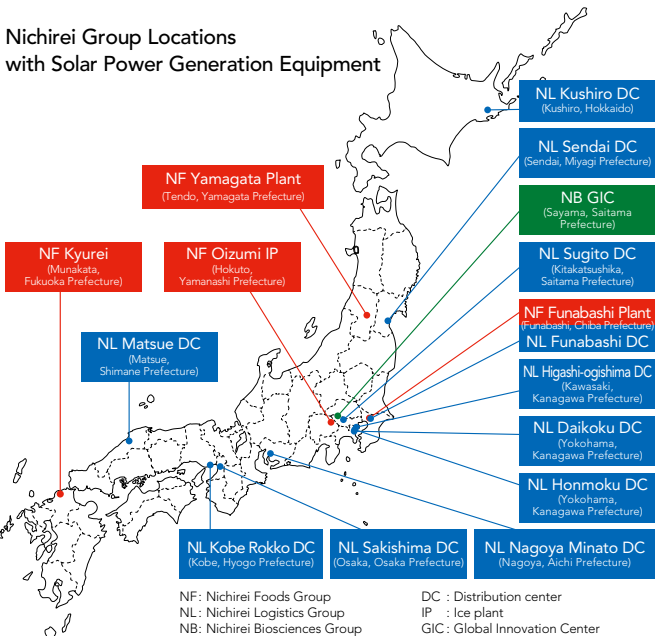 Nichirei Group Locations
with Solar Power Generation Equipment
NL Kushiro DC
(Kushiro, Hokkaido)
NL Sendai DC
(Sendai, Miyagi Prefecture)
NF Yamagata Plant
(Tendo, Yamagata Prefecture)
NB GIC
(Sayama, Saitama
Prefecture)
NF Kyurei
(Munakata,
Fukuoka Prefecture)
NF Oizumi IP
(Hokuto,
Yamanashi Prefecture)
NL Sugito DC
(Kitakatsushika,
Saitama Prefecture)
NF Funabashi Plant
(Funabashi, Chiba Prefecture)
NL Funabashi DC
NL Matsue DC
(Matsue,
Shimane Prefecture)
NL Higashi-ogishima DC
(Kawasaki,
Kanagawa Prefecture)
NL Daikoku DC
(Yokohama,
Kanagawa Prefecture)
NL Honmoku DC
(Yokohama,
Kanagawa Prefecture)
NL Kobe Rokko DC
(Kobe, Hyogo Prefecture)
NL Sakishima DC
(Osaka, Osaka Prefecture)
NL Nagoya Minato DC
(Nagoya, Aichi Prefecture)
NF: Nichirei Foods Group
NL: Nichirei Logistics Group
NB: Nichirei Biosciences Group
DC : Distribution center
IP : Ice plant
GIC : Global Innovation Center